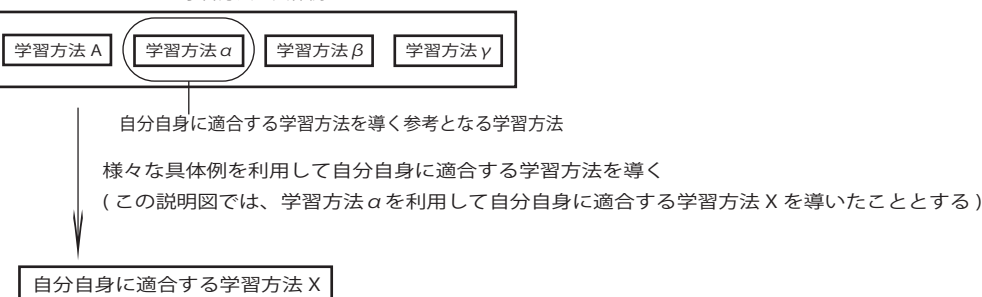 学習方法 A
学習方法α
学習方法β
学習方法γ
自分自身に適合する学習方法を導く参考となる学習方法
様々な具体例を利用して自分自身に適合する学習方法を導く
( この説明図では、学習方法αを利用して自分自身に適合する学習方法 X を導いたこととする )
自分自身に適合する学習方法 X